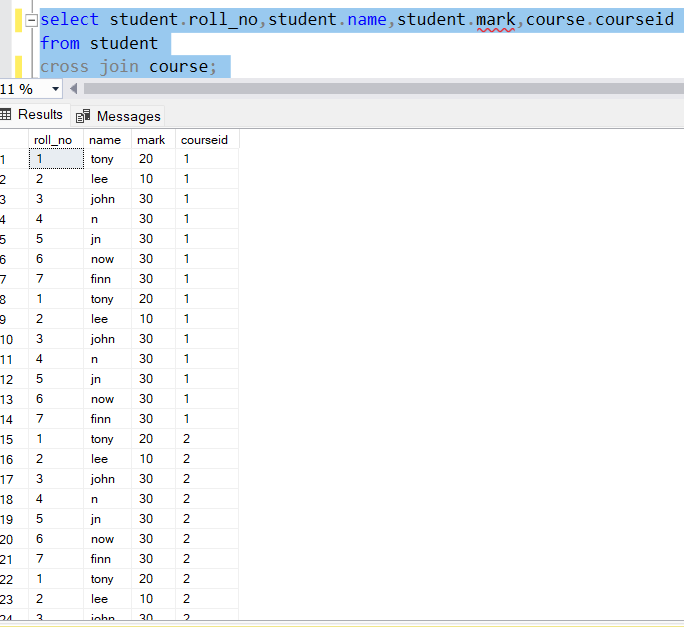 select student.roll_no,student.name,student.mark,course.courseid
from student
cross join course;
11 %
Results Messages
roll_no name mark courseid
1 1 tony 20 1
2 2 lee 10 1
3 3 john 30 1
4 4 n 30 1
5 5 jn 30 1
6 6 now 30 1
7 7 finn 30 1
8 1 tony 20 1
9 2 lee 10 1
10 3 john 30 1
11 4 n 30 1
12 5 jn 30 1
13 6 now 30 1
14 7 finn 30 1
15 1 tony 20 2
16 2 lee 10 2
17 3 john 30 2
18 4 n 30 2
19 5 jn 30 2
20 6 now 30 2
21 7 finn 30 2
22 1 tony 20 2
23 2 lee 10 2
24 3 john 30 2